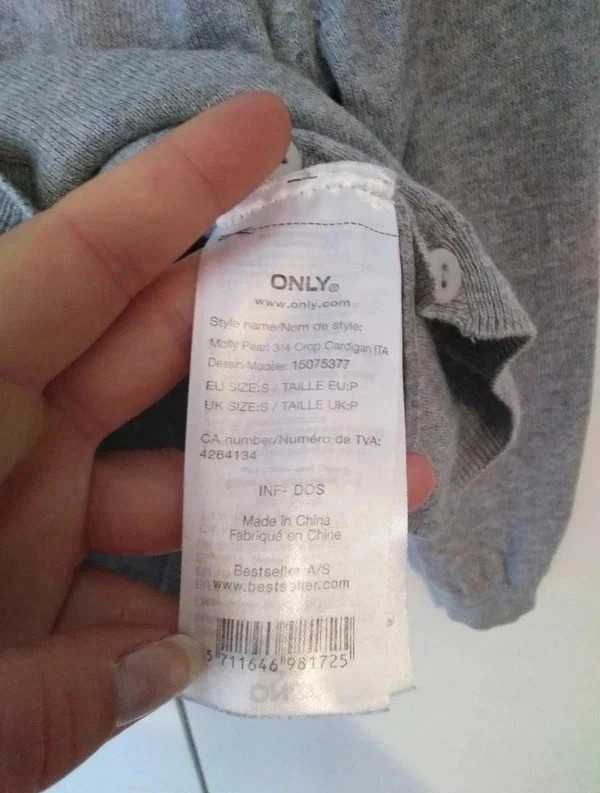 ONLY®
www.only.com
Style name/Nom de style:
Molly Pearl 3/4 Crop Cardigan ITA
15075377
EU SIZE:S / TAILLE EU:P
UK SIZE:S / TAILLE UK:P
CA number/Numéro de TVA:
4264134
INF- DOS
Made in China
Fabriqué en Chine
Bestseller A/S
www.bestseller.com
5 711646 981725